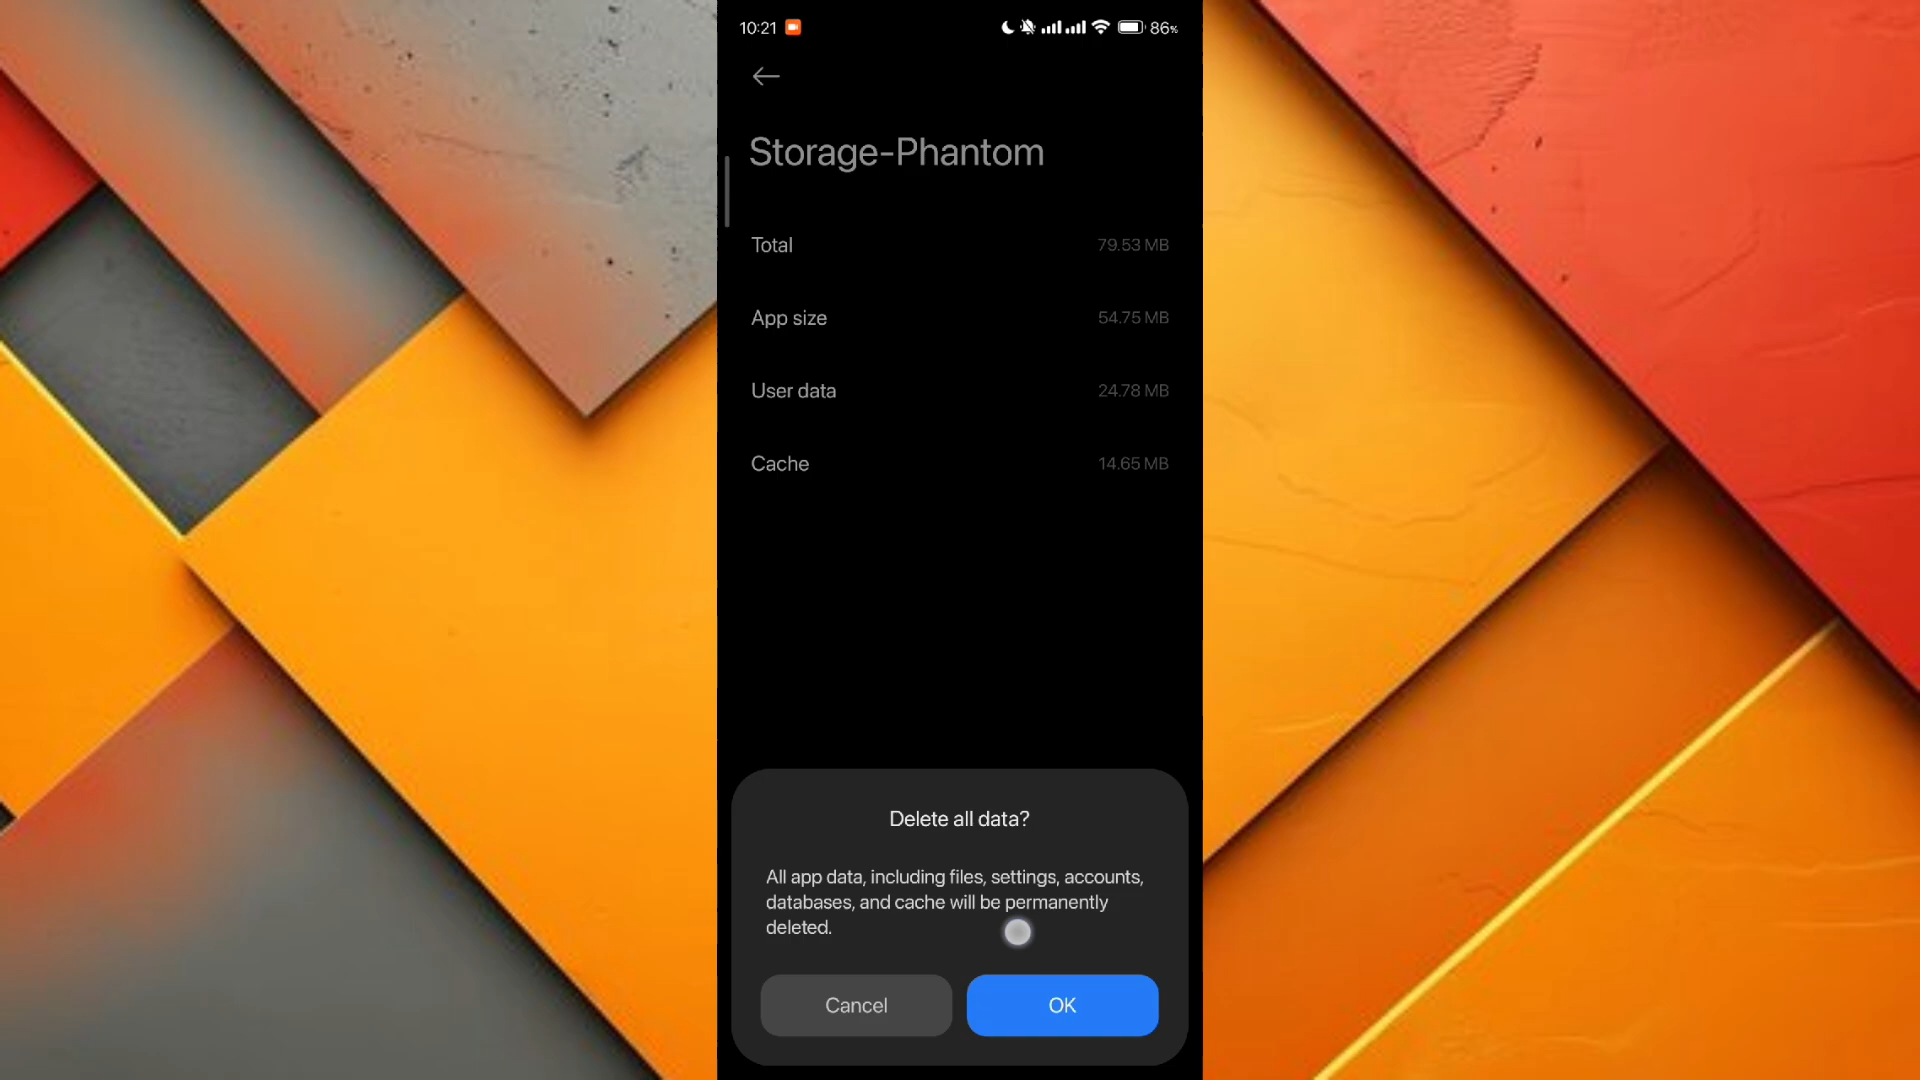 10:21 86%
Storage-Phantom
Total 79.53 MB
App size 54.75 MB
User data 24.78 MB
Cache 14.65 MB
Delete all data?
All app data, including files, settings, accounts,
databases, and cache will be permanently
deleted.
Cancel OK